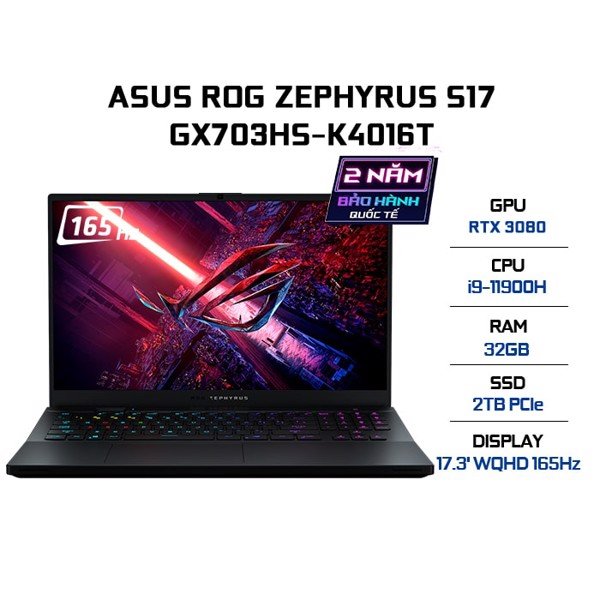 ASUS ROG ZEPHYRUS S17
GX703HS-K4016T
2 NĂM
BẢO HÀNH
QUỐC TẾ
165 Hz
ROG ZEPHYRUS
GPU
RTX 3080
CPU
i9-11900H
RAM
32GB
SSD
2TB PCIe
DISPLAY
17.3' WQHD 165Hz